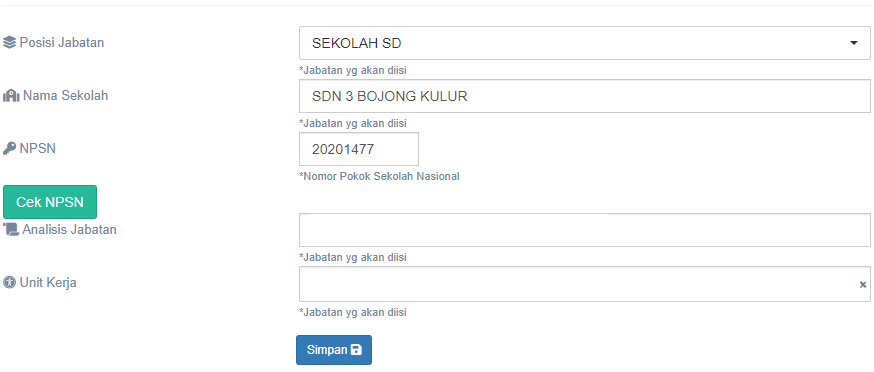 Posisi Jabatan
SEKOLAH SD
*Jabatan yg akan diisi
Nama Sekolah
SDN 3 BOJONG KULUR
*Jabatan yg akan diisi
NPSN
20201477
*Nomor Pokok Sekolah Nasional
Cek NPSN
Analisis Jabatan
*Jabatan yg akan diisi
Unit Kerja
×
*Jabatan yg akan diisi
Simpan